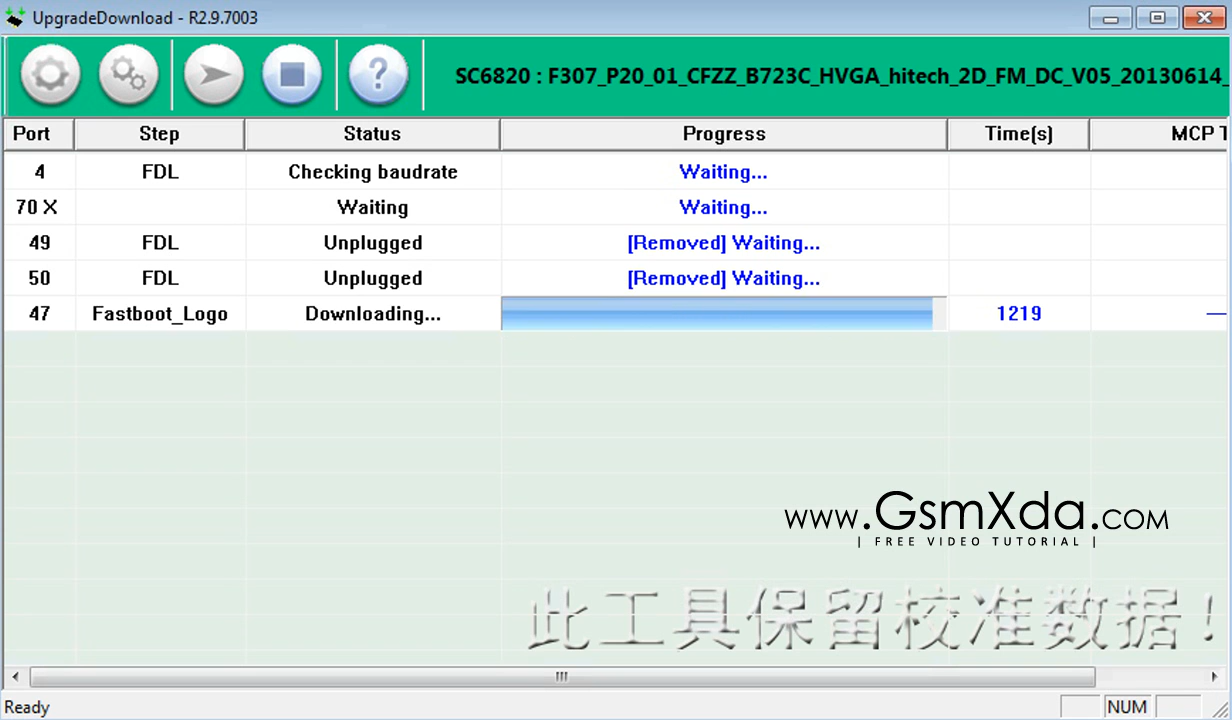 UpgradeDownload - R2.9.7003
SC6820 : F307_P20_01_CFZZ_B723C_HVGA_hitech_2D_FM_DC_V05_20130614_
Port Step Status Progress Time(s) MCP T
4 FDL Checking baudrate Waiting...
70 X Waiting Waiting...
49 FDL Unplugged [Removed] Waiting...
50 FDL Unplugged [Removed] Waiting...
47 Fastboot_Logo Downloading... 1219 —
www.GsmXda.com
| FREE VIDEO TUTORIAL |
此工具保留校准数据！
Ready NUM